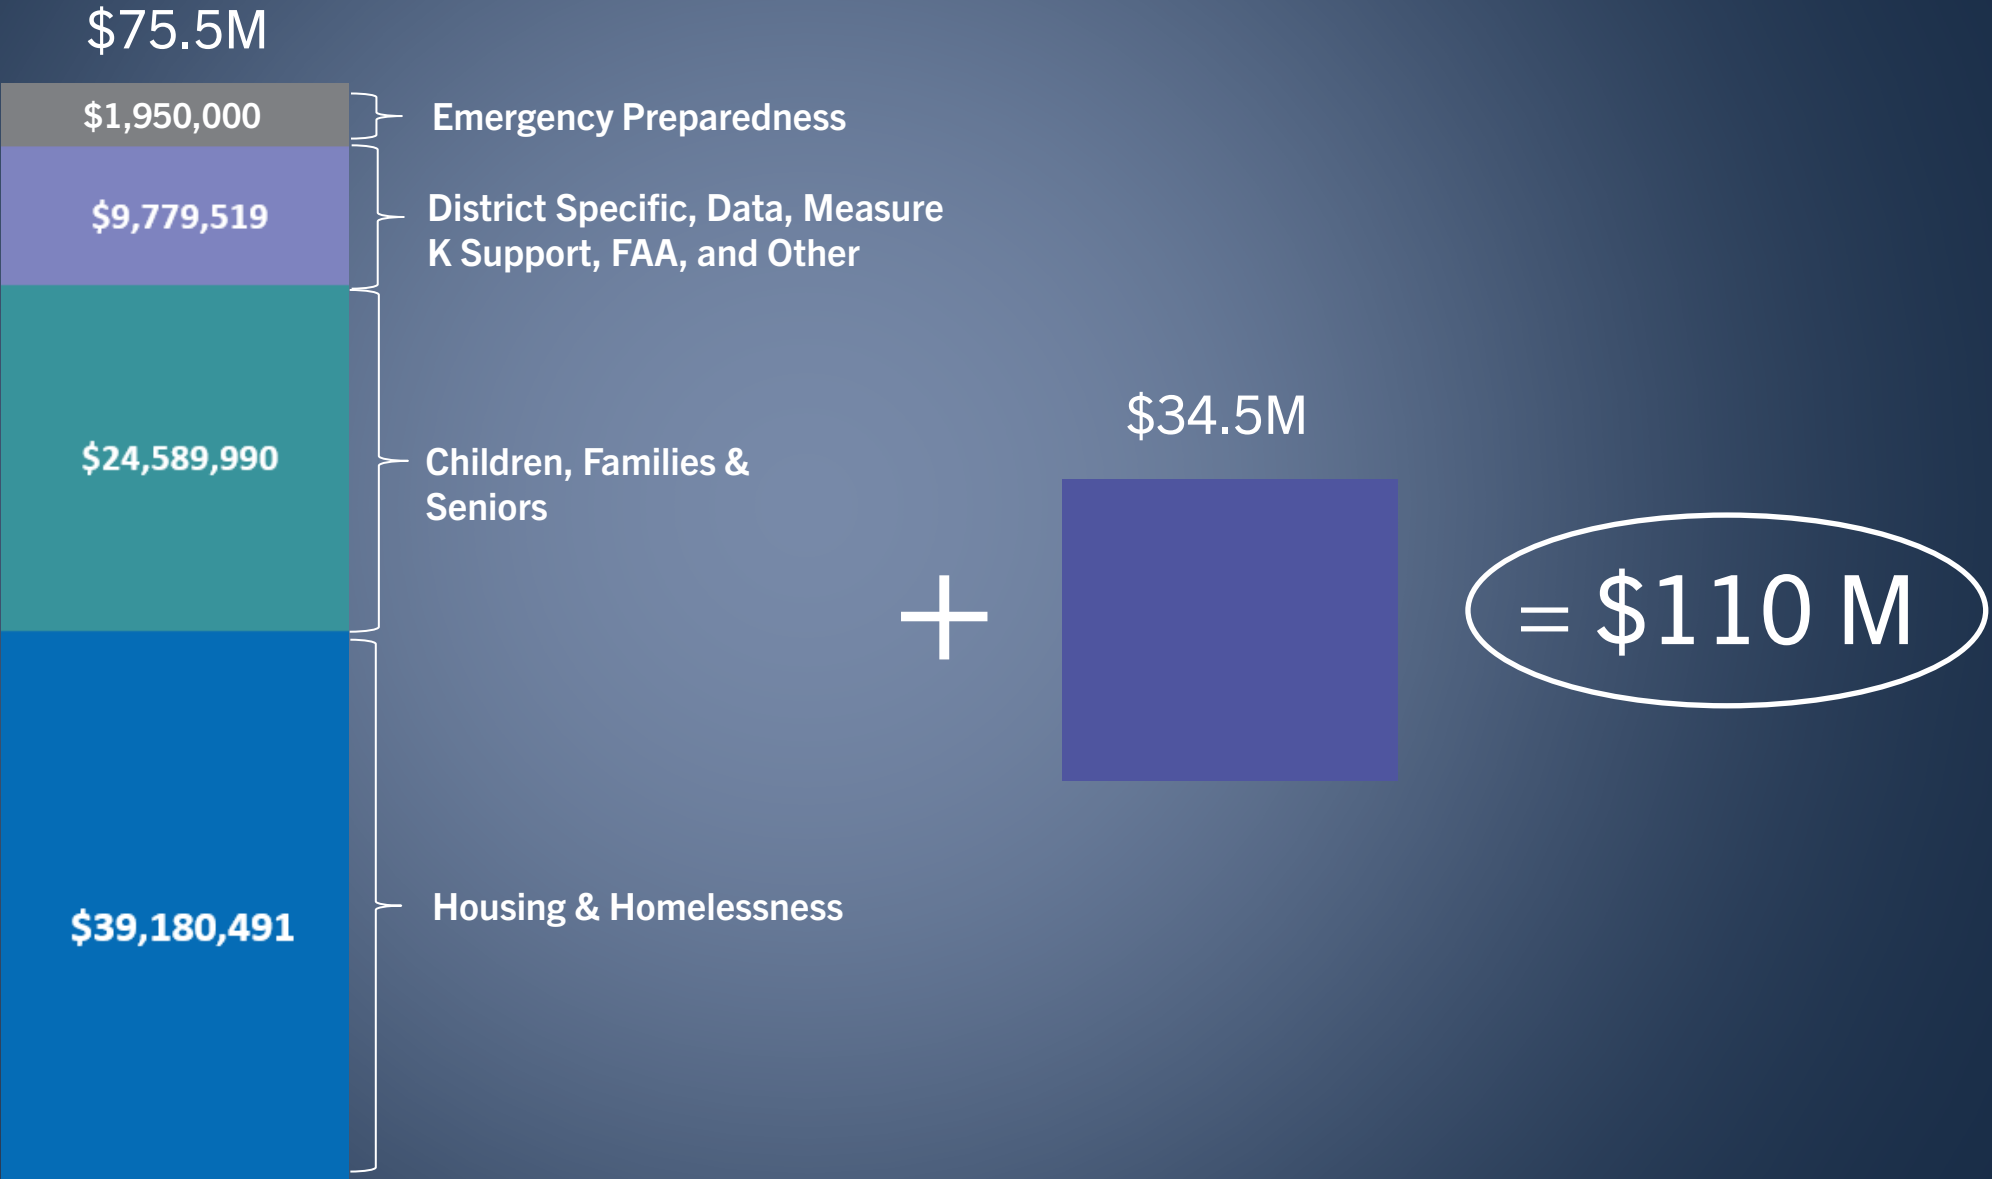 $75.5M
$1,950,000
Emergency Preparedness
$9,779,519
District Specific, Data, Measure
K Support, FAA, and Other
$24,589,990
Children, Families &
Seniors
$39,180,491
Housing & Homelessness
+
$34.5M
= $110 M